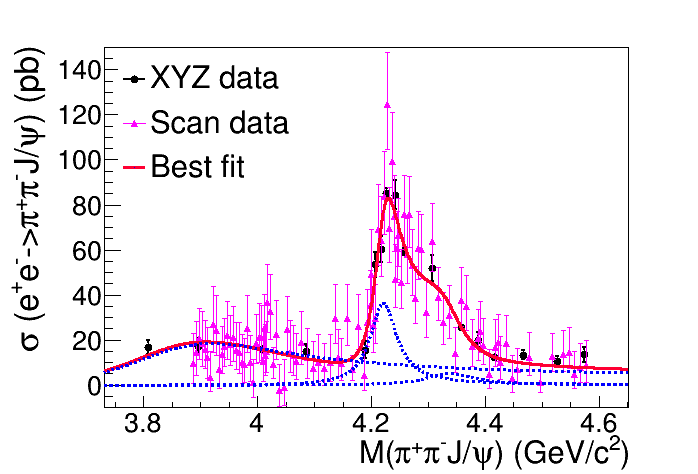 σ (e⁺e⁻->π⁺π⁻J/ψ) (pb)
140
120
100
80
60
40
20
0
XYZ data
Scan data
Best fit
3.8 4 4.2 4.4 4.6
M(π⁺π⁻J/ψ) (GeV/c²)